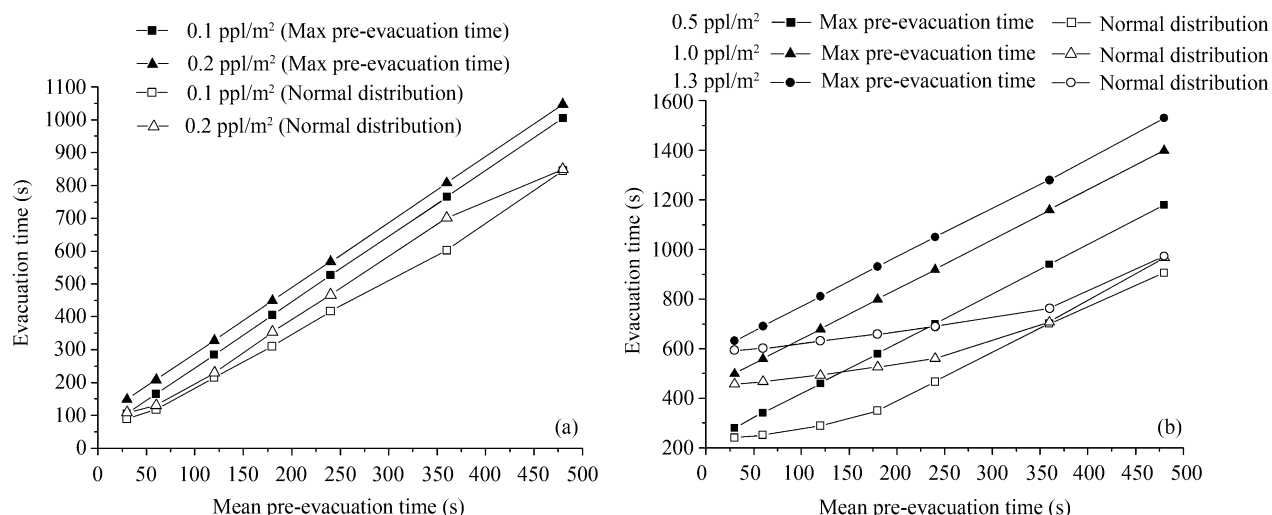 0.1 ppl/m² (Max pre-evacuation time)
0.2 ppl/m² (Max pre-evacuation time)
0.1 ppl/m² (Normal distribution)
0.2 ppl/m² (Normal distribution)
1100
1000
900
800
700
600
500
400
300
200
100
0
Evacuation time (s)
(a)
0 50 100 150 200 250 300 350 400 450 500
Mean pre-evacuation time (s)
0.5 ppl/m² Max pre-evacuation time Normal distribution
1.0 ppl/m² Max pre-evacuation time Normal distribution
1.3 ppl/m² Max pre-evacuation time Normal distribution
1600
1400
1200
1000
800
600
400
200
Evacuation time (s)
(b)
0 50 100 150 200 250 300 350 400 450 500
Mean pre-evacuation time (s)